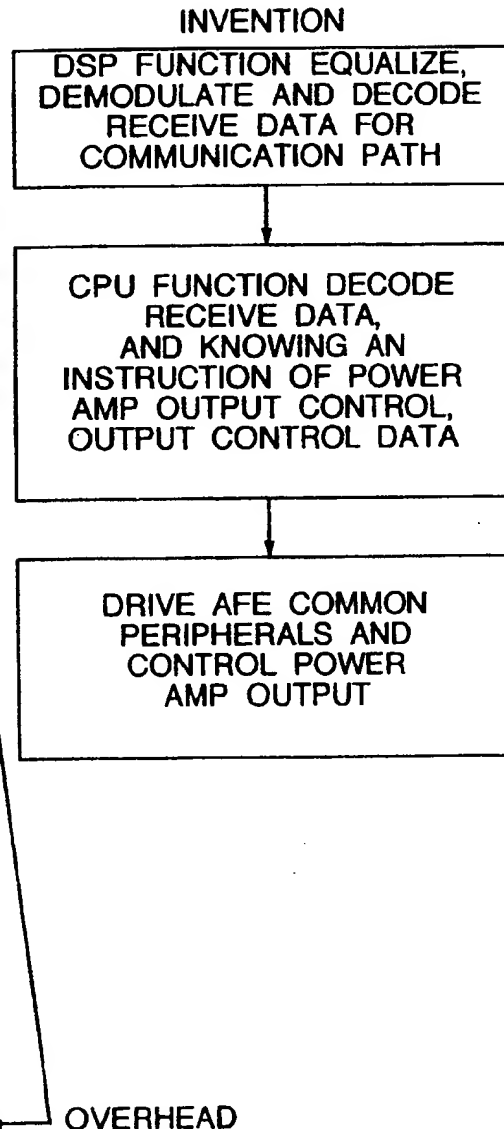 INVENTION
DSP FUNCTION EQUALIZE,
DEMODULATE AND DECODE
RECEIVE DATA FOR
COMMUNICATION PATH
CPU FUNCTION DECODE
RECEIVE DATA,
AND KNOWING AN
INSTRUCTION OF POWER
AMP OUTPUT CONTROL,
OUTPUT CONTROL DATA
DRIVE AFE COMMON
PERIPHERALS AND
CONTROL POWER
AMP OUTPUT
OVERHEAD